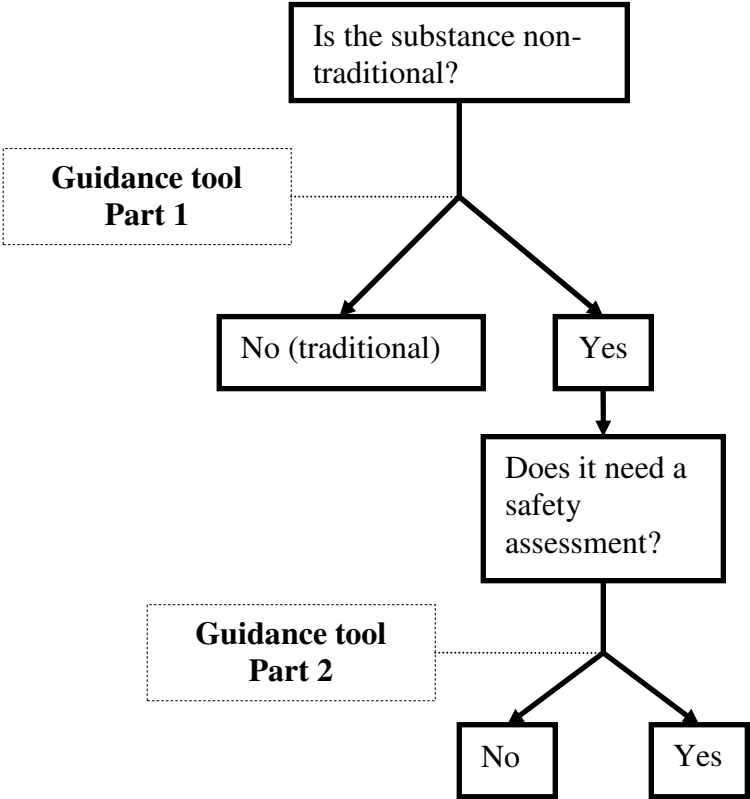 Is the substance non-
traditional?
Guidance tool
Part 1
No (traditional)
Yes
Does it need a
safety
assessment?
Guidance tool
Part 2
No
Yes